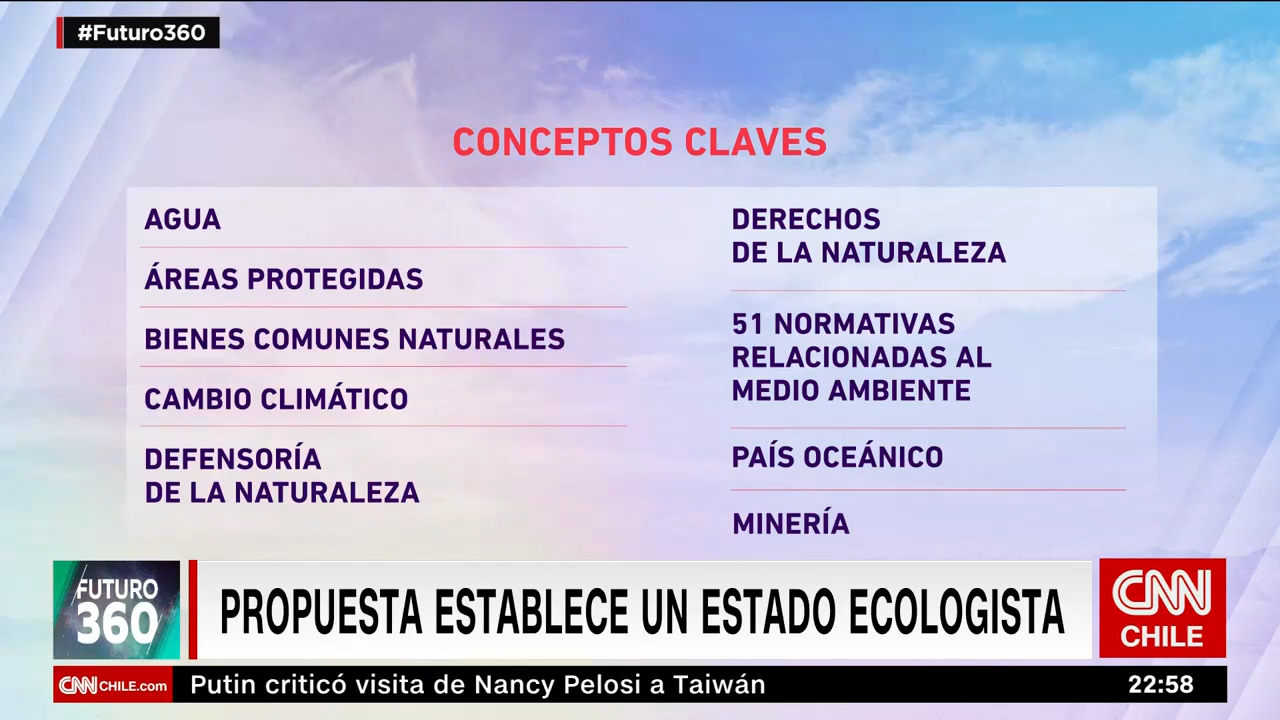 #Futuro360
CONCEPTOS CLAVES
AGUA
ÁREAS PROTEGIDAS
BIENES COMUNES NATURALES
CAMBIO CLIMÁTICO
DEFENSORÍA
DE LA NATURALEZA
DERECHOS
DE LA NATURALEZA
51 NORMATIVAS
RELACIONADAS AL
MEDIO AMBIENTE
PAÍS OCEÁNICO
MINERÍA
FUTURO
360
PROPUESTA ESTABLECE UN ESTADO ECOLOGISTA
CNN
CHILE
CNNCHILE.com
Putin criticó visita de Nancy Pelosi a Taiwán
22:58